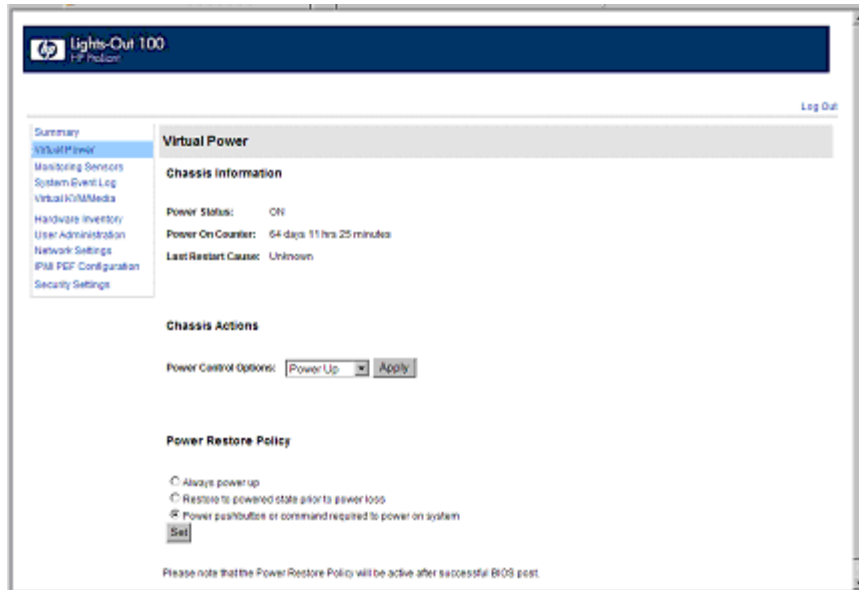 hp Lights-Out 100
HP ProLiant
Log Out
Summary
Virtual Power
Monitoring Sensors
System Event Log
Virtual KVM/Media
Hardware Inventory
User Administration
Network Settings
IPMI PEF Configuration
Security Settings
Virtual Power
Chassis Information
Power Status: ON
Power On Counter: 64 days 11 hrs 25 minutes
Last Restart Cause: Unknown
Chassis Actions
Power Control Options: Power Up Apply
Power Restore Policy
Always power up
Restore to powered state prior to power loss
Power pushbutton or command required to power on system
Set
Please note that the Power Restore Policy will be active after successful BIOS post.